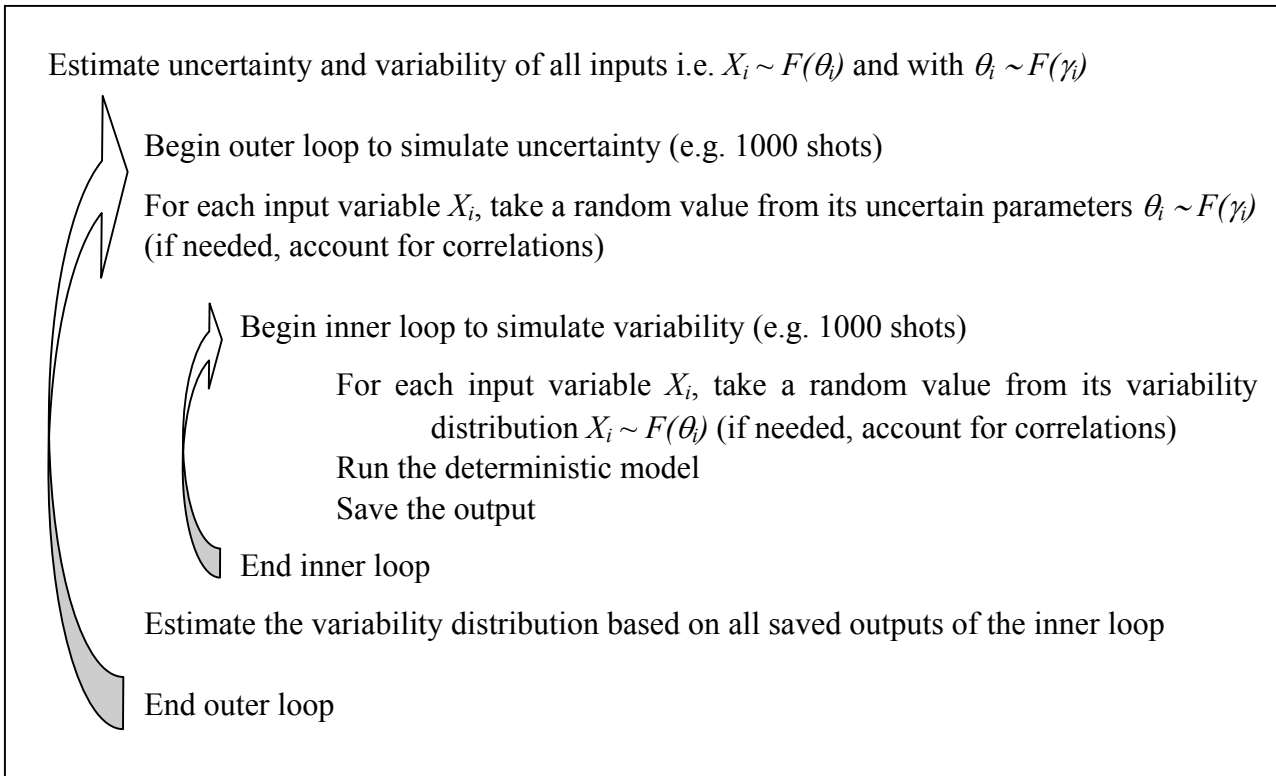 Estimate uncertainty and variability of all inputs i.e. Xᵢ ~ F(θᵢ) and with θᵢ ~ F(γᵢ)
Begin outer loop to simulate uncertainty (e.g. 1000 shots)
For each input variable Xᵢ, take a random value from its uncertain parameters θᵢ ~ F(γᵢ)
(if needed, account for correlations)
Begin inner loop to simulate variability (e.g. 1000 shots)
For each input variable Xᵢ, take a random value from its variability
distribution Xᵢ ~ F(θᵢ) (if needed, account for correlations)
Run the deterministic model
Save the output
End inner loop
Estimate the variability distribution based on all saved outputs of the inner loop
End outer loop